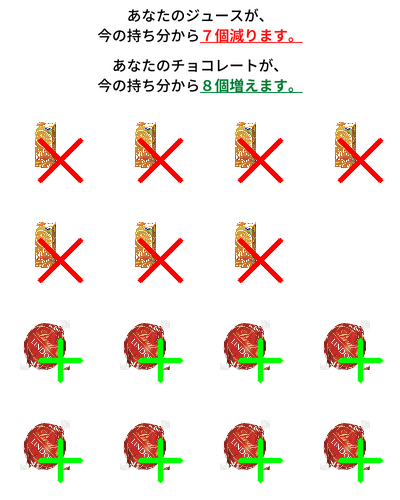 あなたのジュースが、
今の持ち分から７個減ります。
あなたのチョコレートが、
今の持ち分から８個増えます。